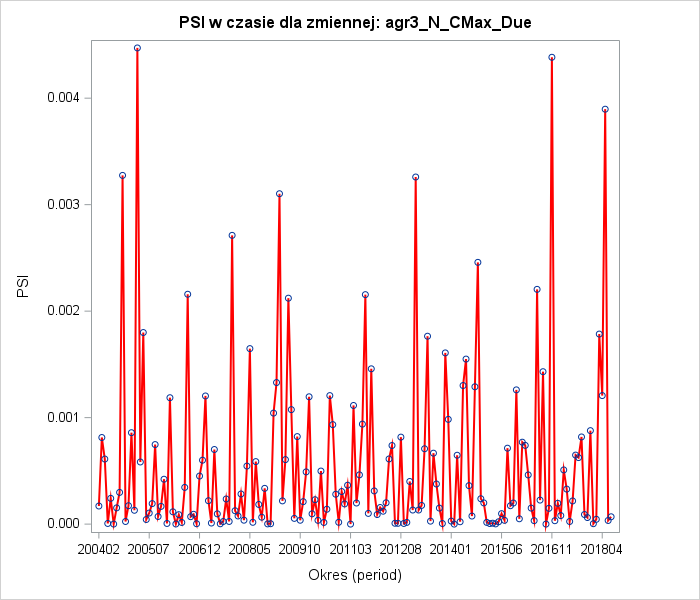 PSI w czasie dla zmiennej: agr3_N_CMax_Due
0.004
0.003
0.002
0.001
0.000
PSI
200402 200507 200612 200805 200910 201103 201208 201401 201506 201611 201804
Okres (period)